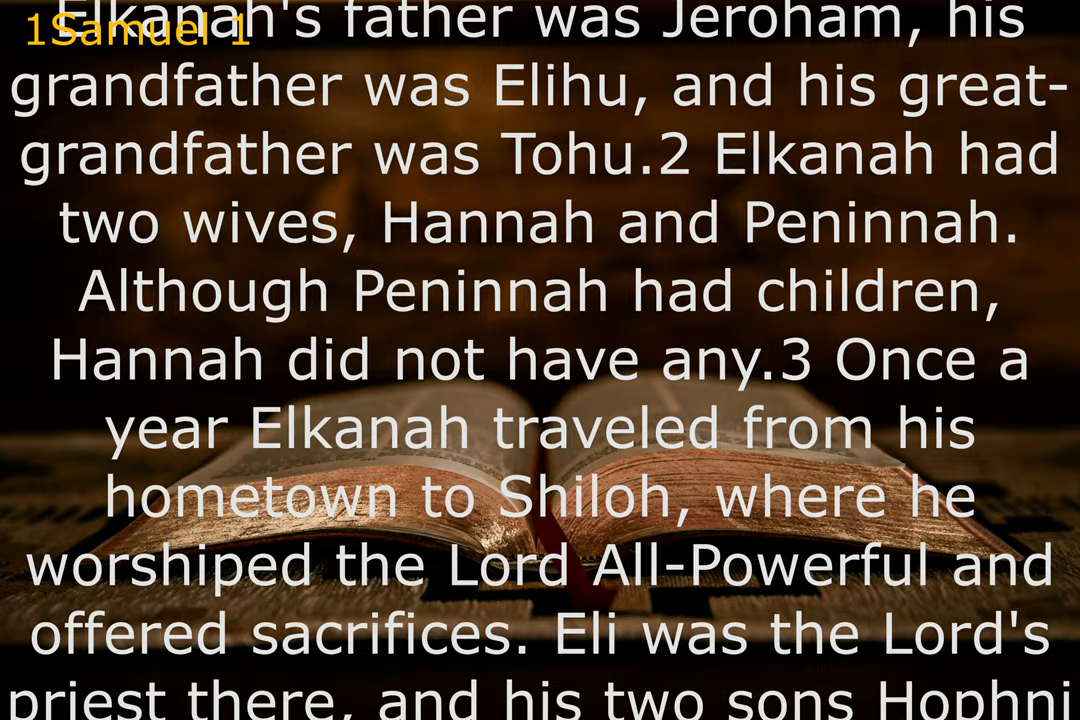 1Samuel 1
Elkanah's father was Jeroham, his
grandfather was Elihu, and his great-
grandfather was Tohu.2 Elkanah had
two wives, Hannah and Peninnah.
Although Peninnah had children,
Hannah did not have any.3 Once a
year Elkanah traveled from his
hometown to Shiloh, where he
worshiped the Lord All-Powerful and
offered sacrifices. Eli was the Lord's
priest there, and his two sons Hophni